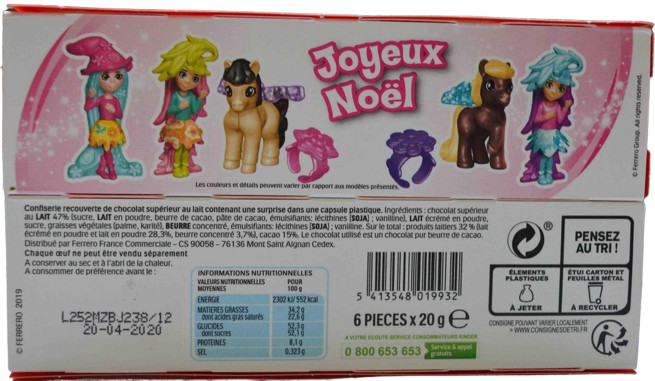 Joyeux
Noël
© Ferrero Group. All rights reserved.
Les couleurs et détails peuvent varier par rapport aux modèles présentés.
Confiserie recouverte de chocolat supérieur au lait contenant une surprise dans une capsule plastique. Ingrédients : chocolat supérieur
au LAIT 47% (sucre, LAIT en poudre, beurre de cacao, pâte de cacao, émulsifiants: lécithines [SOJA] ; vanilline), LAIT écrémé en poudre,
sucre, graisses végétales (palme, karité), BEURRE concentré, émulsifiants: lécithines [SOJA] ; vanilline. Sur le total : produits laitiers 32 % (lait
écrémé en poudre et lait en poudre 28,3%, beurre concentré 3,7%), cacao 15%. Le chocolat utilisé est un chocolat pur beurre de cacao.
Distribué par Ferrero France Commerciale – CS 90058 – 76136 Mont Saint Aignan Cedex.
Chaque œuf ne peut être vendu séparement
A conserver au sec et à l'abri de la chaleur.
A consommer de préférence avant le :
© FERRERO 2019
L252MZBJ238/12
20-04-2020
INFORMATIONS NUTRITIONNELLES
VALEURS NUTRITIONNELLES MOYENNES POUR 100 g
ENERGIE 2302 kJ/ 552 kcal
MATIERES GRASSES 34,2 g
dont acides gras saturés 22,6 g
GLUCIDES 52,3 g
dont sucres 52,1 g
PROTEINES 8,1 g
SEL 0,323 g
5 413548 019932
6 PIECES x 20 g e
A VOTRE ECOUTE SERVICE CONSOMMATEURS KINDER
0 800 653 653 Service & appel gratuits
®
PENSEZ
AU TRI !
ÉLEMENTS
PLASTIQUES
À JETER
ÉTUI CARTON ET
FEUILLES MÉTAL
À RECYCLER
CONSIGNE POUVANT VARIER LOCALEMENT
> WWW.CONSIGNESDETRI.FR